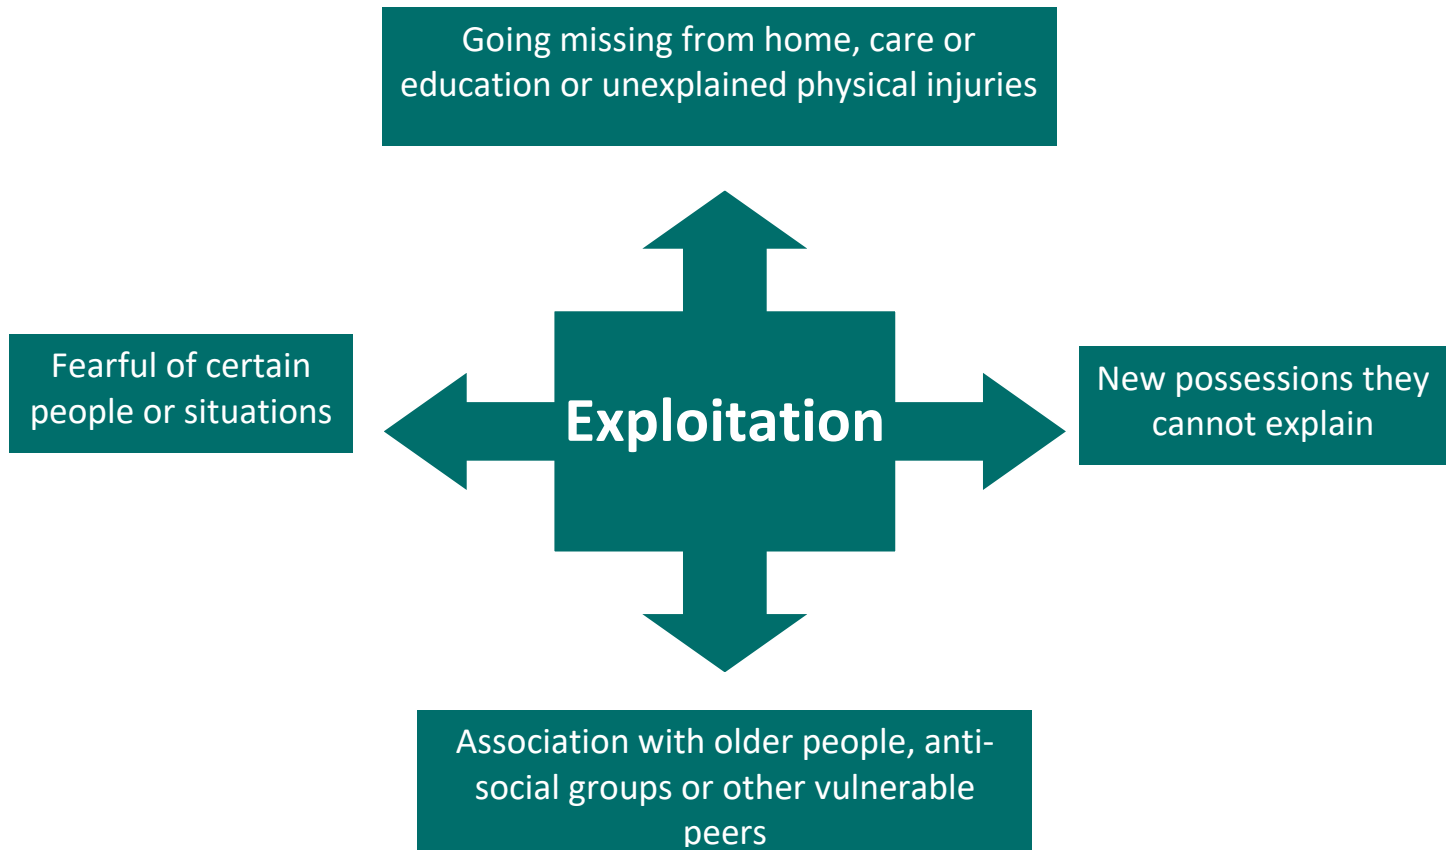 Going missing from home, care or
education or unexplained physical injuries
Fearful of certain
people or situations
Exploitation
New possessions they
cannot explain
Association with older people, anti-
social groups or other vulnerable
peers